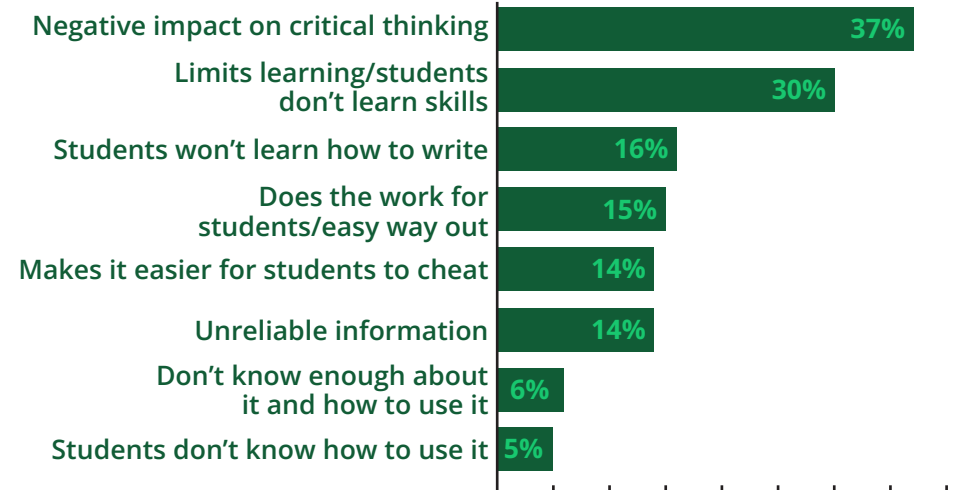 Negative impact on critical thinking 37%
Limits learning/students
don’t learn skills 30%
Students won’t learn how to write 16%
Does the work for
students/easy way out 15%
Makes it easier for students to cheat 14%
Unreliable information 14%
Don’t know enough about
it and how to use it 6%
Students don’t know how to use it 5%